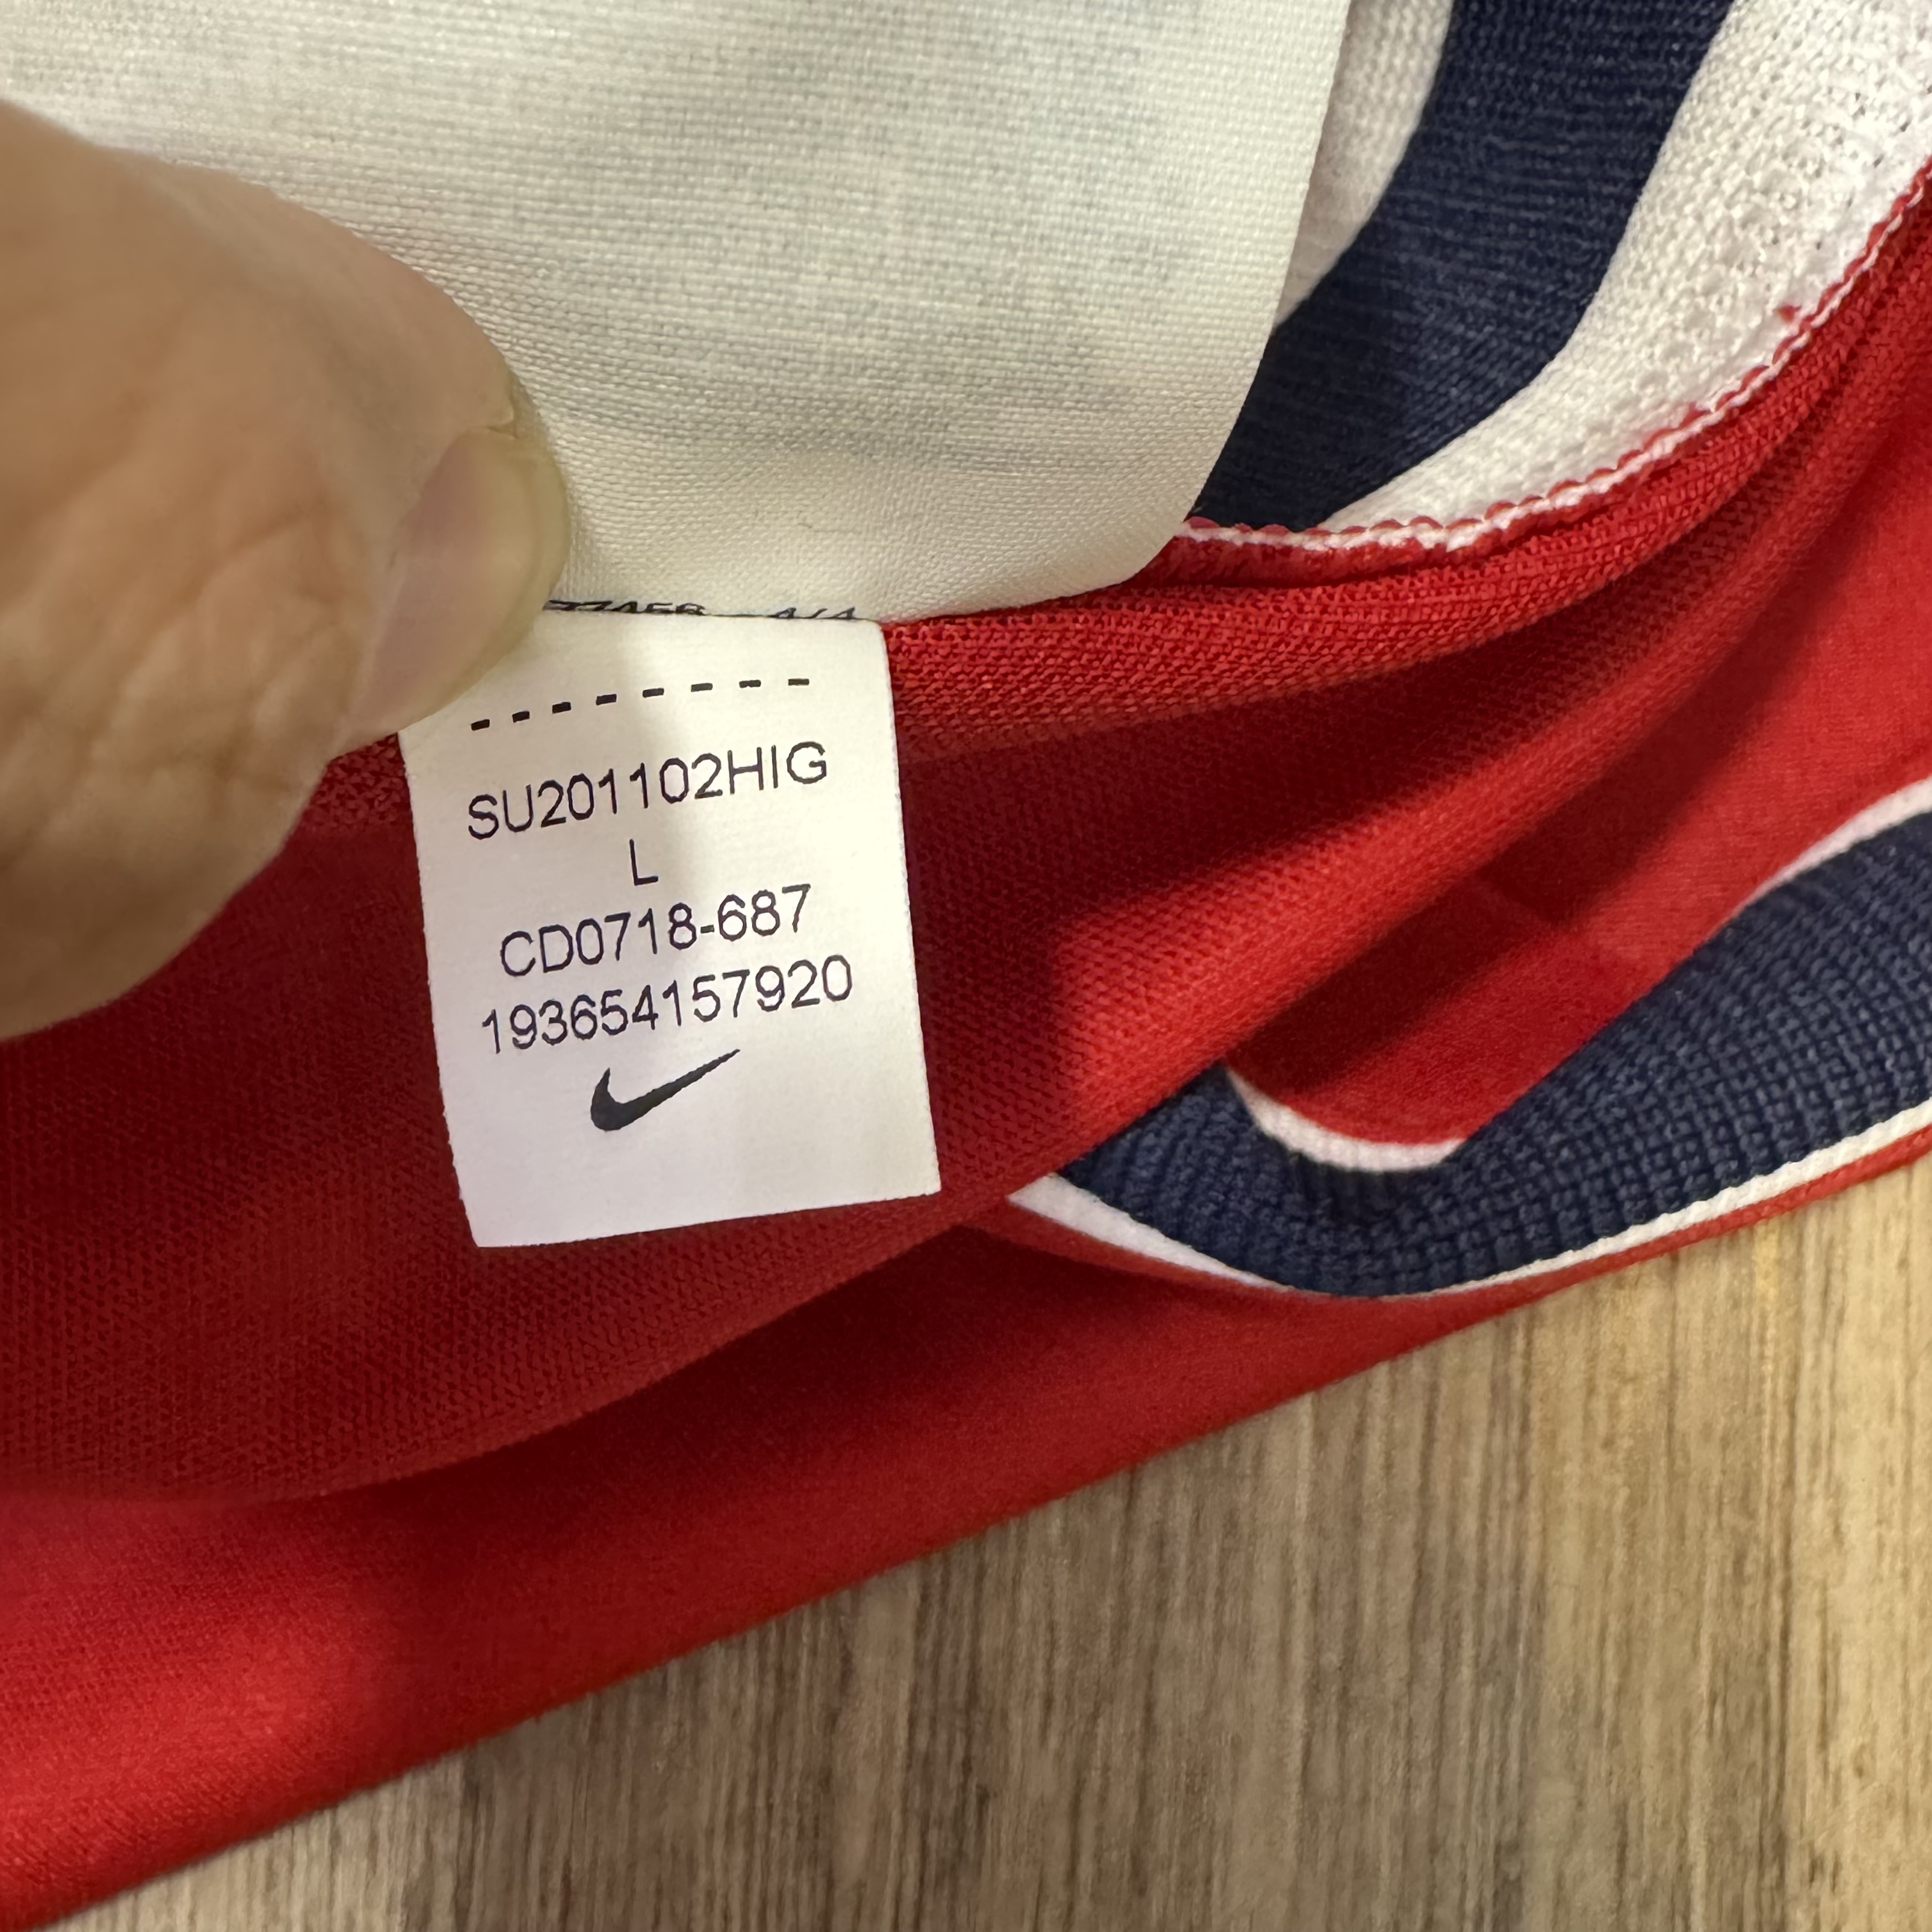 - - - - - - - -
SU201102HIG
L
CD0718-687
193654157920